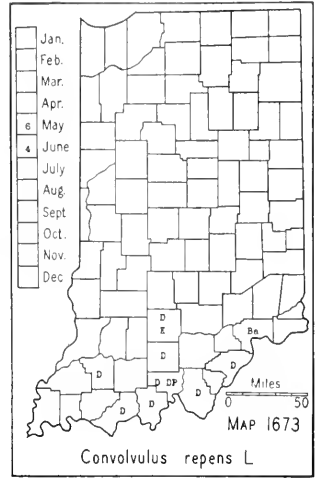 Jan.
Feb.
Mar.
Apr.
6 May
4 June
July
Aug.
Sept
Oct.
Nov.
Dec
D
K
D
Bn
D
D
D DP
D
D
D
Miles
0 50
MAP 1673
Convolvulus repens L